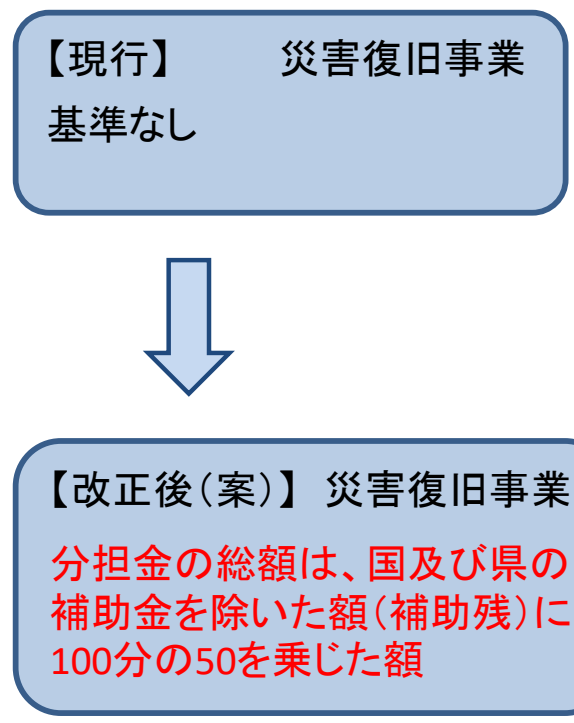 【現行】　　災害復旧事業
基準なし
【改正後(案)】 災害復旧事業
分担金の総額は、国及び県の
補助金を除いた額(補助残)に
100分の50を乗じた額